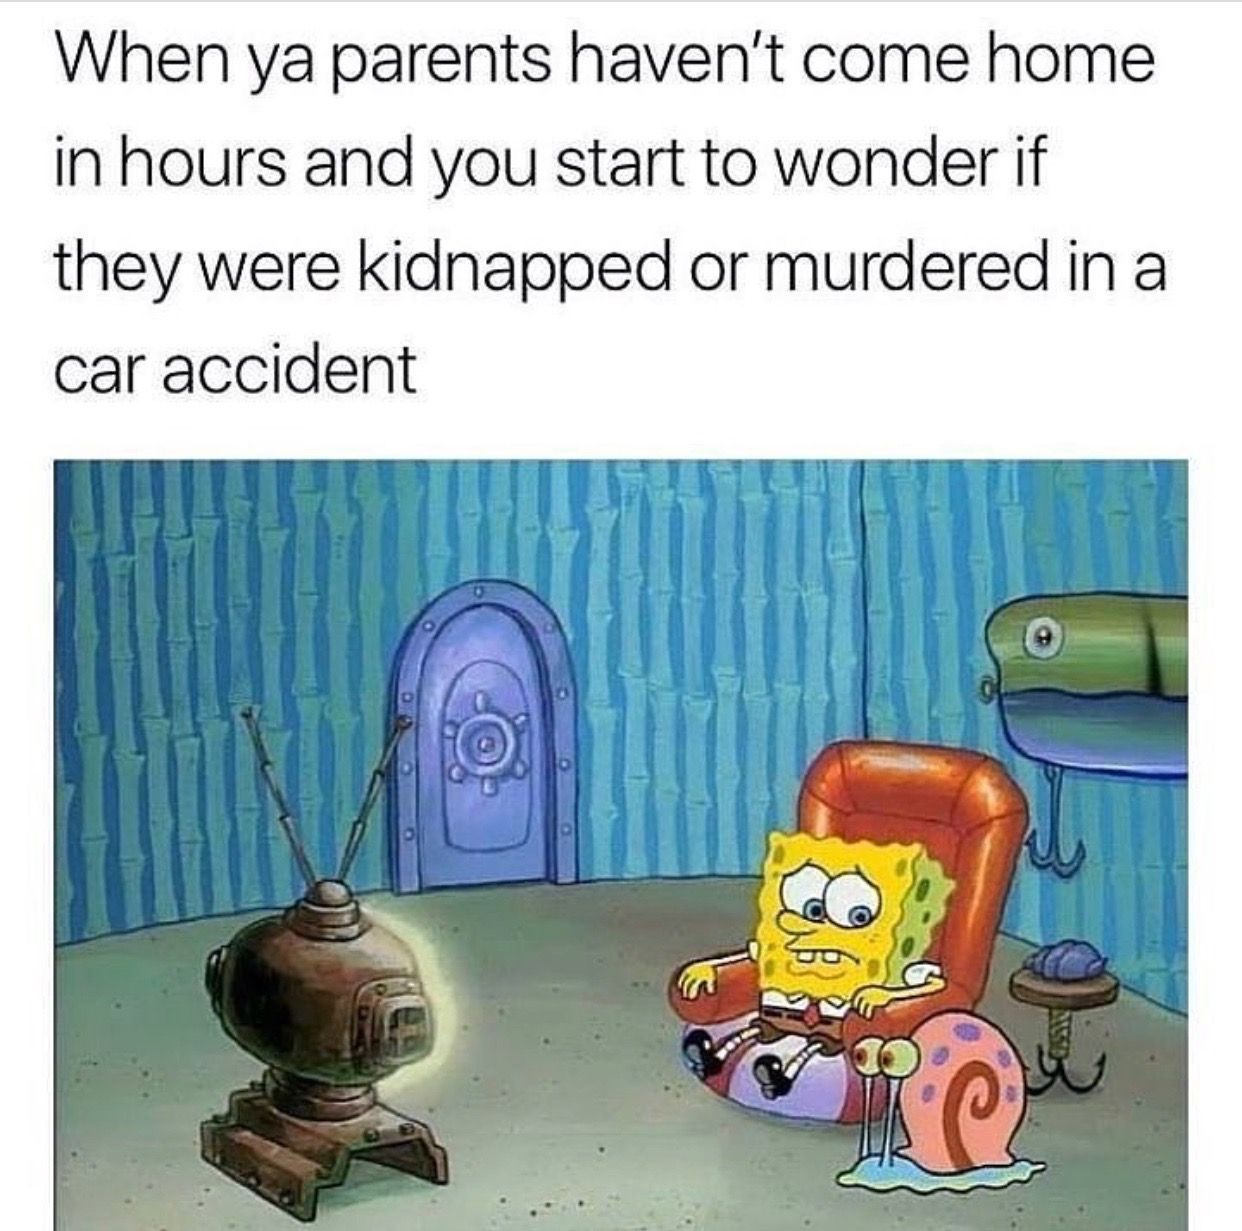 When ya parents haven't come home
in hours and you start to wonder if
they were kidnapped or murdered in a
car accident